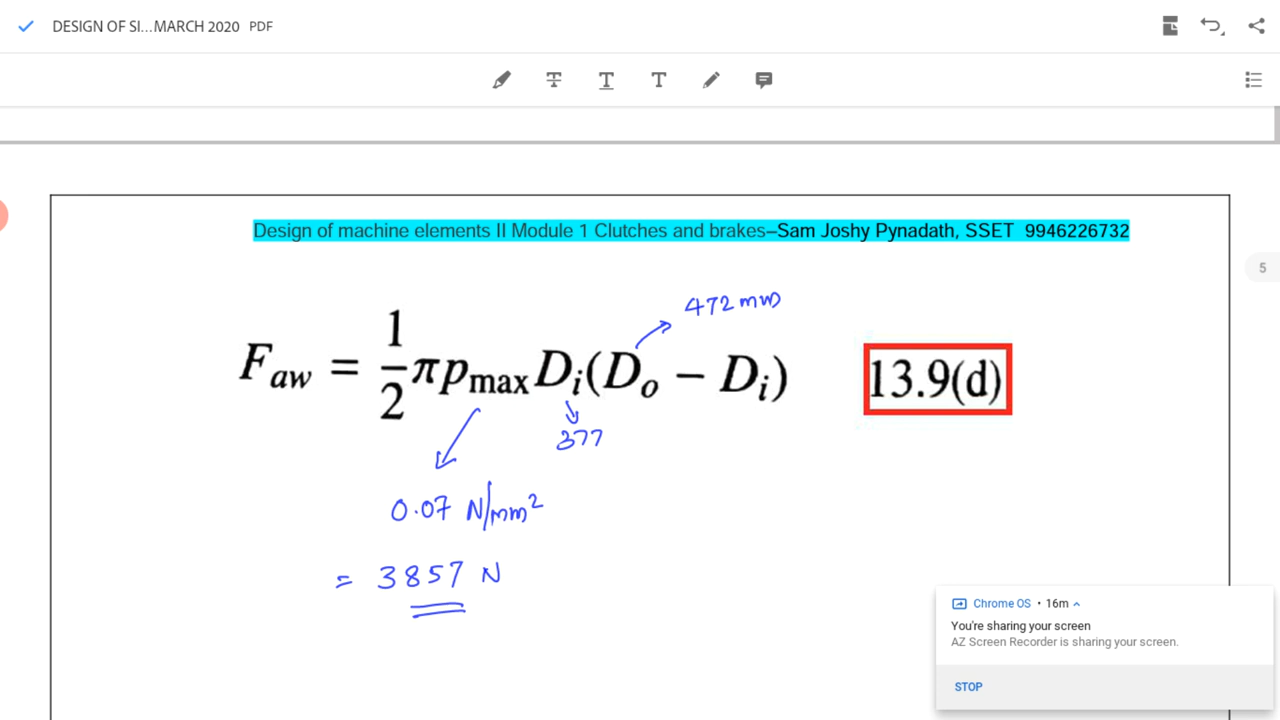 DESIGN OF SI...MARCH 2020 PDF
5
Design of machine elements II Module 1 Clutches and brakes–Sam Joshy Pynadath, SSET 9946226732
472 mm
F_aw = 1/2 π p_max D_i (D_o − D_i) 13.9(d)
377
0.07 N/mm²
= 3857 N
Chrome OS • 16m
You're sharing your screen
AZ Screen Recorder is sharing your screen.
STOP